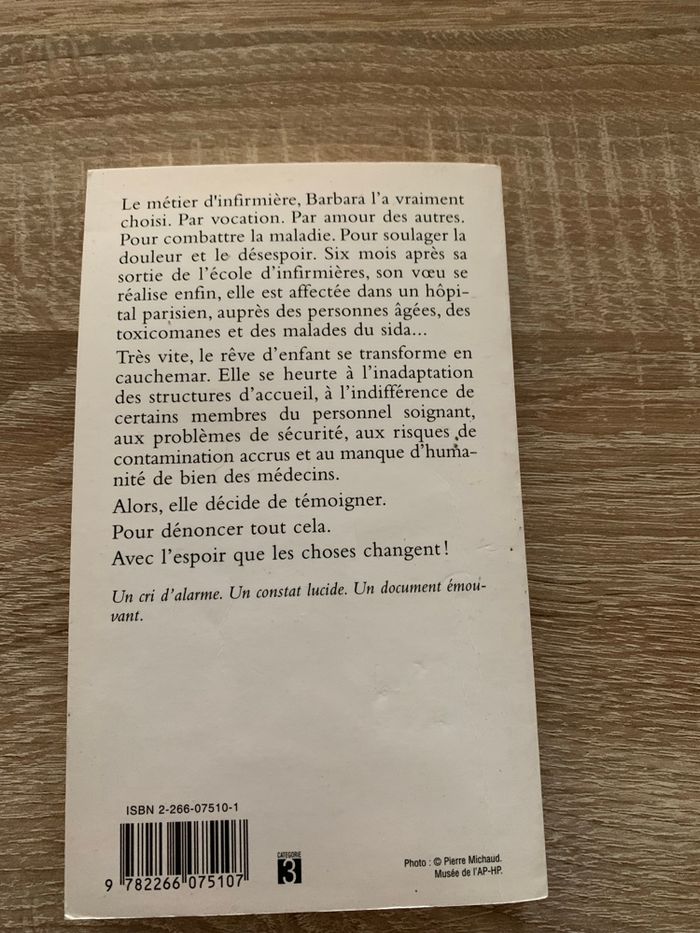 Le métier d'infirmière, Barbara l'a vraiment
choisi. Par vocation. Par amour des autres.
Pour combattre la maladie. Pour soulager la
douleur et le désespoir. Six mois après sa
sortie de l'école d'infirmières, son vœu se
réalise enfin, elle est affectée dans un hôpi-
tal parisien, auprès des personnes âgées, des
toxicomanes et des malades du sida...
Très vite, le rêve d'enfant se transforme en
cauchemar. Elle se heurte à l'inadaptation
des structures d'accueil, à l'indifférence de
certains membres du personnel soignant,
aux problèmes de sécurité, aux risques de
contamination accrus et au manque d'huma-
nité de bien des médecins.
Alors, elle décide de témoigner.
Pour dénoncer tout cela.
Avec l'espoir que les choses changent !
Un cri d'alarme. Un constat lucide. Un document émou-
vant.
ISBN 2-266-07510-1
9 782266 075107
CATEGORIE
3
Photo : © Pierre Michaud.
Musée de l'AP-HP.